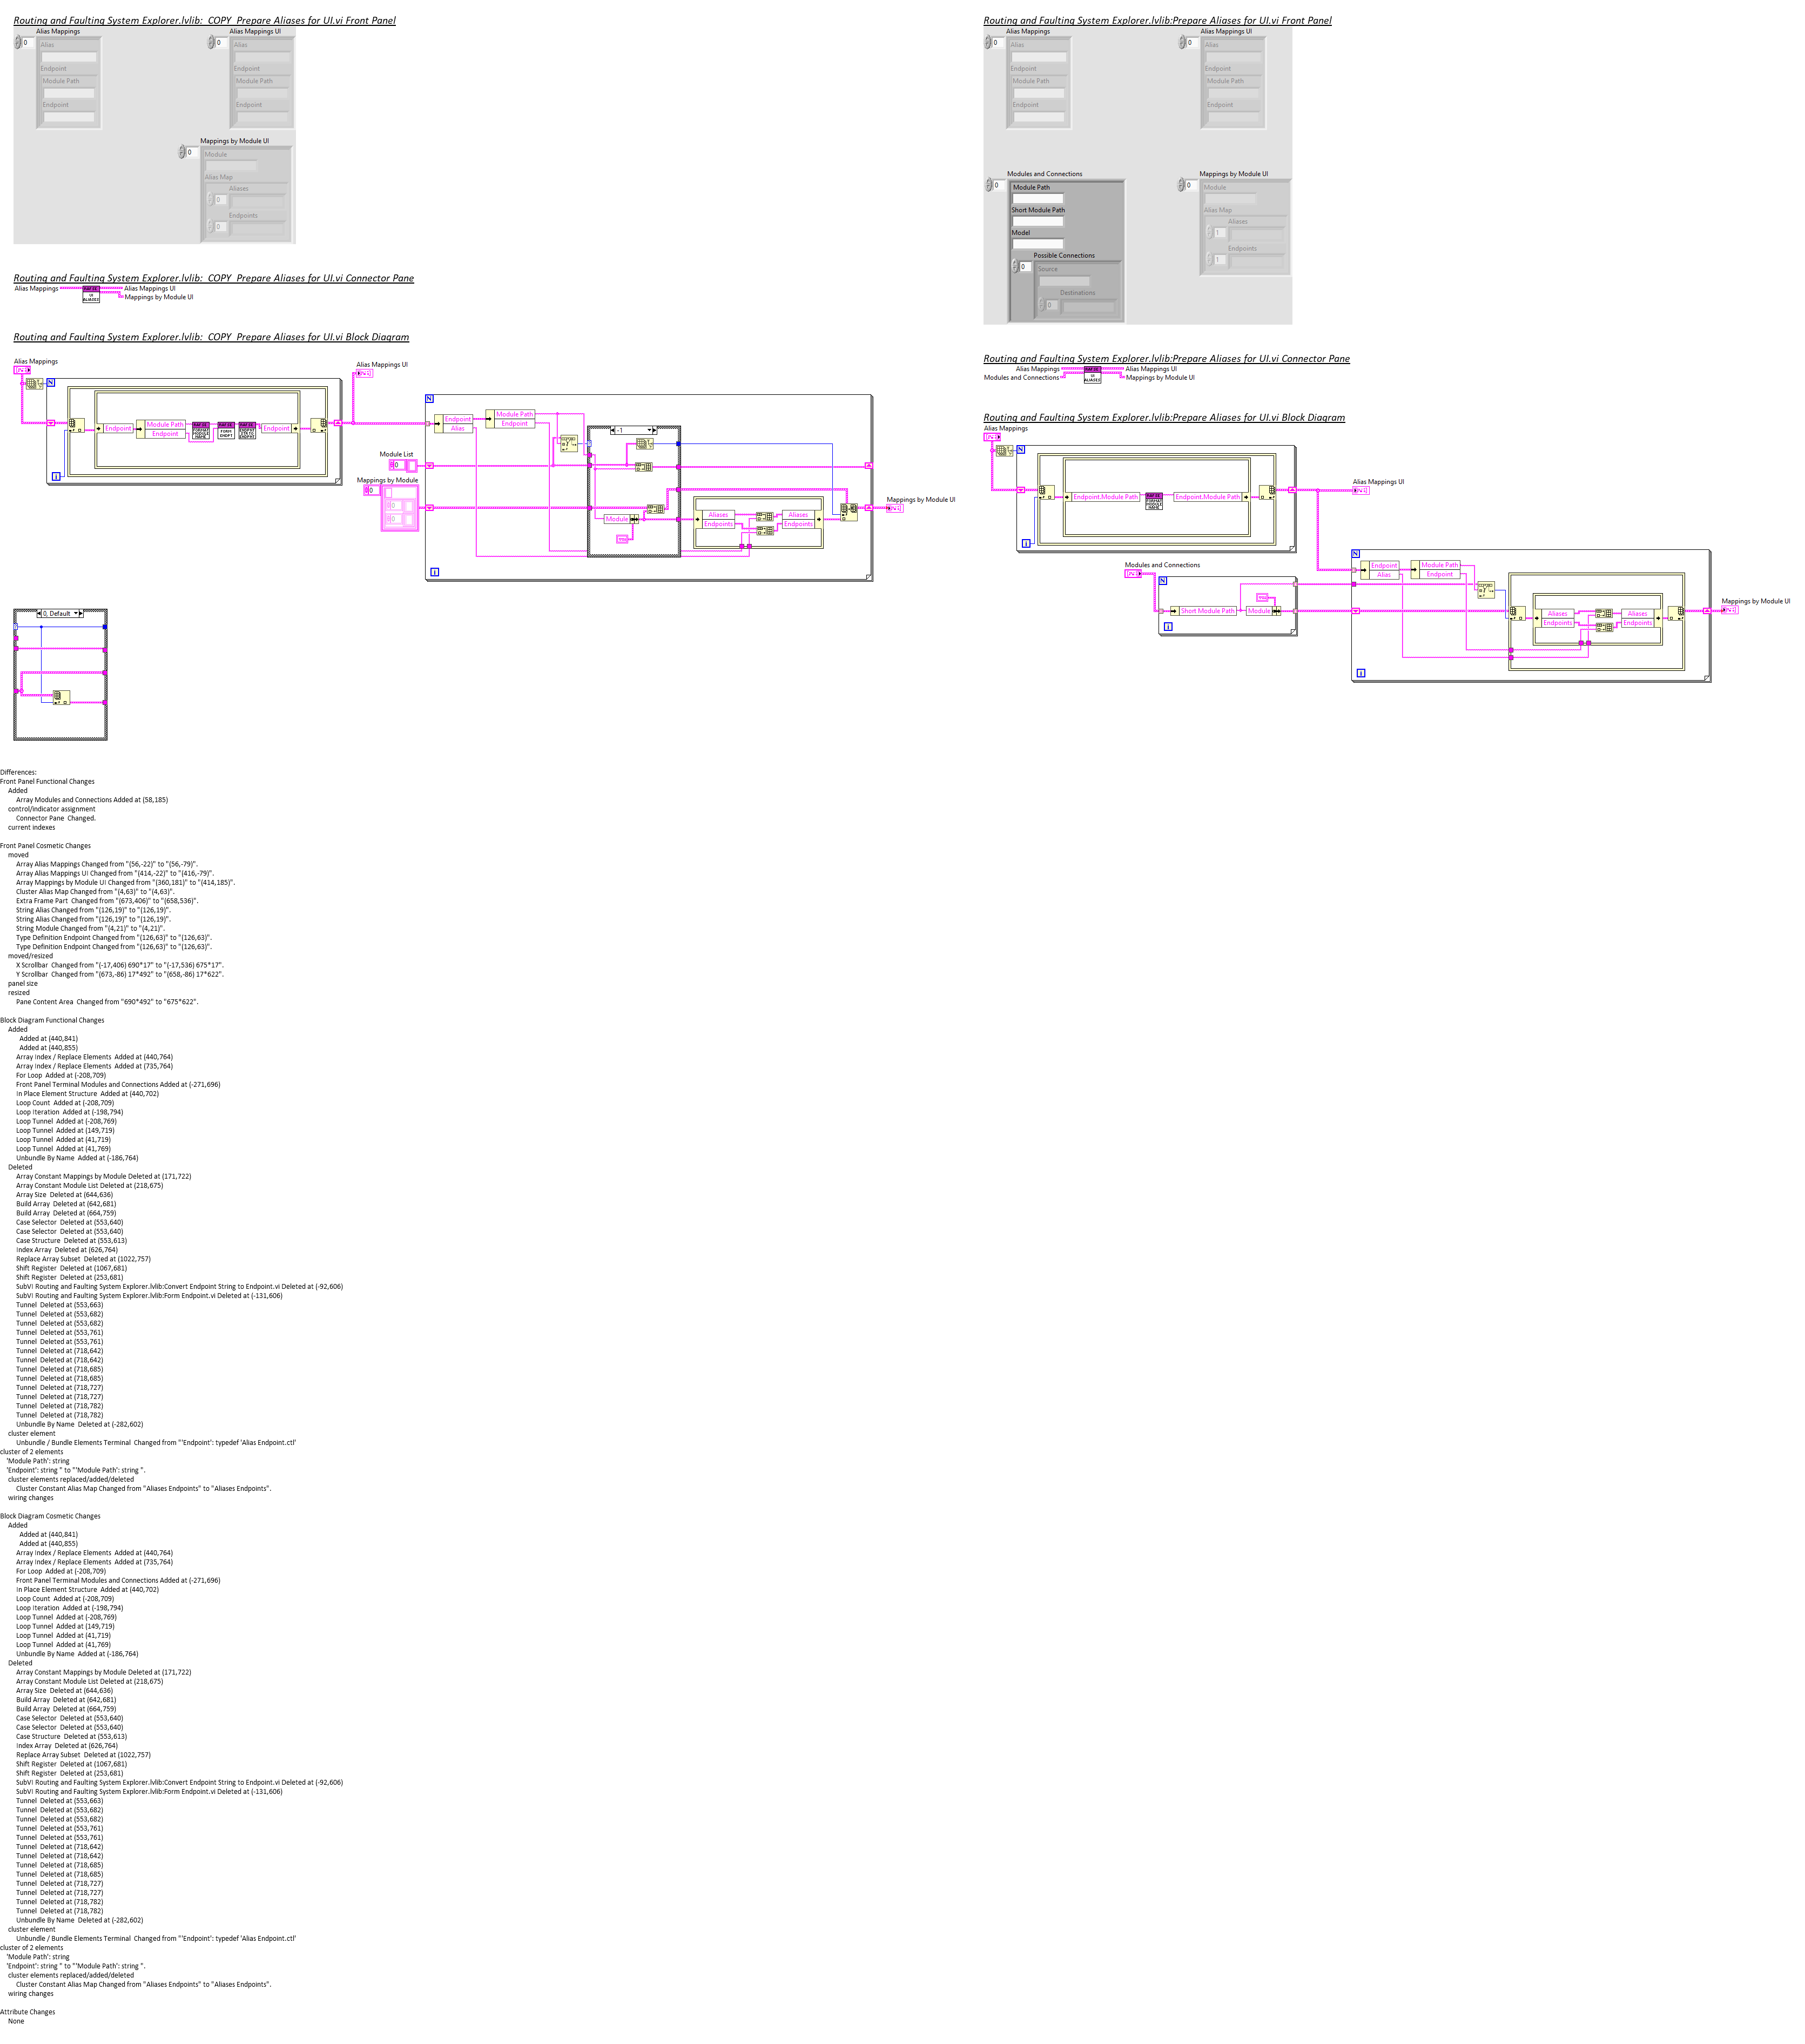 Routing and Faulting System Explorer.lvlib:  COPY  Prepare Aliases for UI.vi Front Panel
Alias Mappings
0
Alias
Endpoint
Module Path
Endpoint
Alias Mappings UI
0
Alias
Endpoint
Module Path
Endpoint
Mappings by Module UI
0
Module
Alias Map
Aliases
0
Endpoints
0
Routing and Faulting System Explorer.lvlib:  COPY  Prepare Aliases for UI.vi Connector Pane
Alias Mappings
UI
ALIASES
Alias Mappings UI
Mappings by Module UI
Routing and Faulting System Explorer.lvlib:  COPY  Prepare Aliases for UI.vi Block Diagram
Alias Mappings
N
Endpoint
Module Path
Endpoint
Endpoint
i
Alias Mappings UI
N
Endpoint
Alias
Module Path
Endpoint
-1
Module List
0
Mappings by Module
0
Module
Aliases
Endpoints
Aliases
Endpoints
Mappings by Module UI
i
0, Default
Routing and Faulting System Explorer.lvlib:Prepare Aliases for UI.vi Front Panel
Alias Mappings
0
Alias
Endpoint
Module Path
Endpoint
Alias Mappings UI
0
Alias
Endpoint
Module Path
Endpoint
Modules and Connections
0
Module Path
Short Module Path
Model
Possible Connections
0
Source
Destinations
0
Mappings by Module UI
0
Module
Alias Map
Aliases
1
Endpoints
1
Routing and Faulting System Explorer.lvlib:Prepare Aliases for UI.vi Connector Pane
Alias Mappings
Modules and Connections
UI
ALIASES
Alias Mappings UI
Mappings by Module UI
Routing and Faulting System Explorer.lvlib:Prepare Aliases for UI.vi Block Diagram
Alias Mappings
N
Endpoint.Module Path
Endpoint.Module Path
i
Alias Mappings UI
Modules and Connections
N
Short Module Path
Module
i
N
Endpoint
Alias
Module Path
Endpoint
Aliases
Endpoints
Aliases
Endpoints
Mappings by Module UI
i
Differences:
Front Panel Functional Changes
Added
Array Modules and Connections Added at (58,185)
control/indicator assignment
Connector Pane  Changed.
current indexes
Front Panel Cosmetic Changes
moved
Array Alias Mappings Changed from "(56,-22)" to "(56,-79)".
Array Alias Mappings UI Changed from "(414,-22)" to "(416,-79)".
Array Mappings by Module UI Changed from "(360,181)" to "(414,185)".
Cluster Alias Map Changed from "(4,63)" to "(4,63)".
Extra Frame Part  Changed from "(673,406)" to "(658,536)".
String Alias Changed from "(126,19)" to "(126,19)".
String Alias Changed from "(126,19)" to "(126,19)".
String Module Changed from "(4,21)" to "(4,21)".
Type Definition Endpoint Changed from "(126,63)" to "(126,63)".
Type Definition Endpoint Changed from "(126,63)" to "(126,63)".
moved/resized
X Scrollbar  Changed from "(-17,406) 690*17" to "(-17,536) 675*17".
Y Scrollbar  Changed from "(673,-86) 17*492" to "(658,-86) 17*622".
panel size
resized
Pane Content Area  Changed from "690*492" to "675*622".
Block Diagram Functional Changes
Added
Added at (440,841)
Added at (440,855)
Array Index / Replace Elements  Added at (440,764)
Array Index / Replace Elements  Added at (735,764)
For Loop  Added at (-208,709)
Front Panel Terminal Modules and Connections Added at (-271,696)
In Place Element Structure  Added at (440,702)
Loop Count  Added at (-208,709)
Loop Iteration  Added at (-198,794)
Loop Tunnel  Added at (-208,769)
Loop Tunnel  Added at (149,719)
Loop Tunnel  Added at (41,719)
Loop Tunnel  Added at (41,769)
Unbundle By Name  Added at (-186,764)
Deleted
Array Constant Mappings by Module Deleted at (171,722)
Array Constant Module List Deleted at (218,675)
Array Size  Deleted at (644,636)
Build Array  Deleted at (642,681)
Build Array  Deleted at (664,759)
Case Selector  Deleted at (553,640)
Case Selector  Deleted at (553,640)
Case Structure  Deleted at (553,613)
Index Array  Deleted at (626,764)
Replace Array Subset  Deleted at (1022,757)
Shift Register  Deleted at (1067,681)
Shift Register  Deleted at (253,681)
SubVI Routing and Faulting System Explorer.lvlib:Convert Endpoint String to Endpoint.vi Deleted at (-92,606)
SubVI Routing and Faulting System Explorer.lvlib:Form Endpoint.vi Deleted at (-131,606)
Tunnel  Deleted at (553,663)
Tunnel  Deleted at (553,682)
Tunnel  Deleted at (553,682)
Tunnel  Deleted at (553,761)
Tunnel  Deleted at (553,761)
Tunnel  Deleted at (718,642)
Tunnel  Deleted at (718,642)
Tunnel  Deleted at (718,685)
Tunnel  Deleted at (718,685)
Tunnel  Deleted at (718,727)
Tunnel  Deleted at (718,727)
Tunnel  Deleted at (718,782)
Tunnel  Deleted at (718,782)
Unbundle By Name  Deleted at (-282,602)
cluster element
Unbundle / Bundle Elements Terminal  Changed from "'Endpoint': typedef 'Alias Endpoint.ctl'
cluster of 2 elements
'Module Path': string
'Endpoint': string " to "'Module Path': string ".
cluster elements replaced/added/deleted
Cluster Constant Alias Map Changed from "Aliases Endpoints" to "Aliases Endpoints".
wiring changes
Block Diagram Cosmetic Changes
Added
Added at (440,841)
Added at (440,855)
Array Index / Replace Elements  Added at (440,764)
Array Index / Replace Elements  Added at (735,764)
For Loop  Added at (-208,709)
Front Panel Terminal Modules and Connections Added at (-271,696)
In Place Element Structure  Added at (440,702)
Loop Count  Added at (-208,709)
Loop Iteration  Added at (-198,794)
Loop Tunnel  Added at (-208,769)
Loop Tunnel  Added at (149,719)
Loop Tunnel  Added at (41,719)
Loop Tunnel  Added at (41,769)
Unbundle By Name  Added at (-186,764)
Deleted
Array Constant Mappings by Module Deleted at (171,722)
Array Constant Module List Deleted at (218,675)
Array Size  Deleted at (644,636)
Build Array  Deleted at (642,681)
Build Array  Deleted at (664,759)
Case Selector  Deleted at (553,640)
Case Selector  Deleted at (553,640)
Case Structure  Deleted at (553,613)
Index Array  Deleted at (626,764)
Replace Array Subset  Deleted at (1022,757)
Shift Register  Deleted at (1067,681)
Shift Register  Deleted at (253,681)
SubVI Routing and Faulting System Explorer.lvlib:Convert Endpoint String to Endpoint.vi Deleted at (-92,606)
SubVI Routing and Faulting System Explorer.lvlib:Form Endpoint.vi Deleted at (-131,606)
Tunnel  Deleted at (553,663)
Tunnel  Deleted at (553,682)
Tunnel  Deleted at (553,682)
Tunnel  Deleted at (553,761)
Tunnel  Deleted at (553,761)
Tunnel  Deleted at (718,642)
Tunnel  Deleted at (718,642)
Tunnel  Deleted at (718,685)
Tunnel  Deleted at (718,685)
Tunnel  Deleted at (718,727)
Tunnel  Deleted at (718,727)
Tunnel  Deleted at (718,782)
Tunnel  Deleted at (718,782)
Unbundle By Name  Deleted at (-282,602)
cluster element
Unbundle / Bundle Elements Terminal  Changed from "'Endpoint': typedef 'Alias Endpoint.ctl'
cluster of 2 elements
'Module Path': string
'Endpoint': string " to "'Module Path': string ".
cluster elements replaced/added/deleted
Cluster Constant Alias Map Changed from "Aliases Endpoints" to "Aliases Endpoints".
wiring changes
Attribute Changes
None